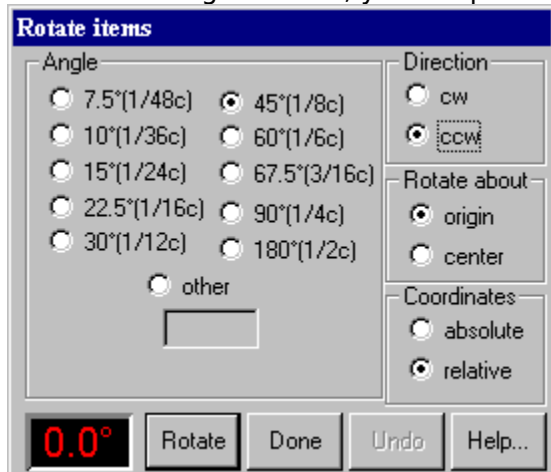 Rotate items
Angle
7.5°(1/48c)
10°(1/36c)
15°(1/24c)
22.5°(1/16c)
30°(1/12c)
45°(1/8c)
60°(1/6c)
67.5°(3/16c)
90°(1/4c)
180°(1/2c)
other
Direction
cw
ccw
Rotate about
origin
center
Coordinates
absolute
relative
0.0°
Rotate
Done
Undo
Help...